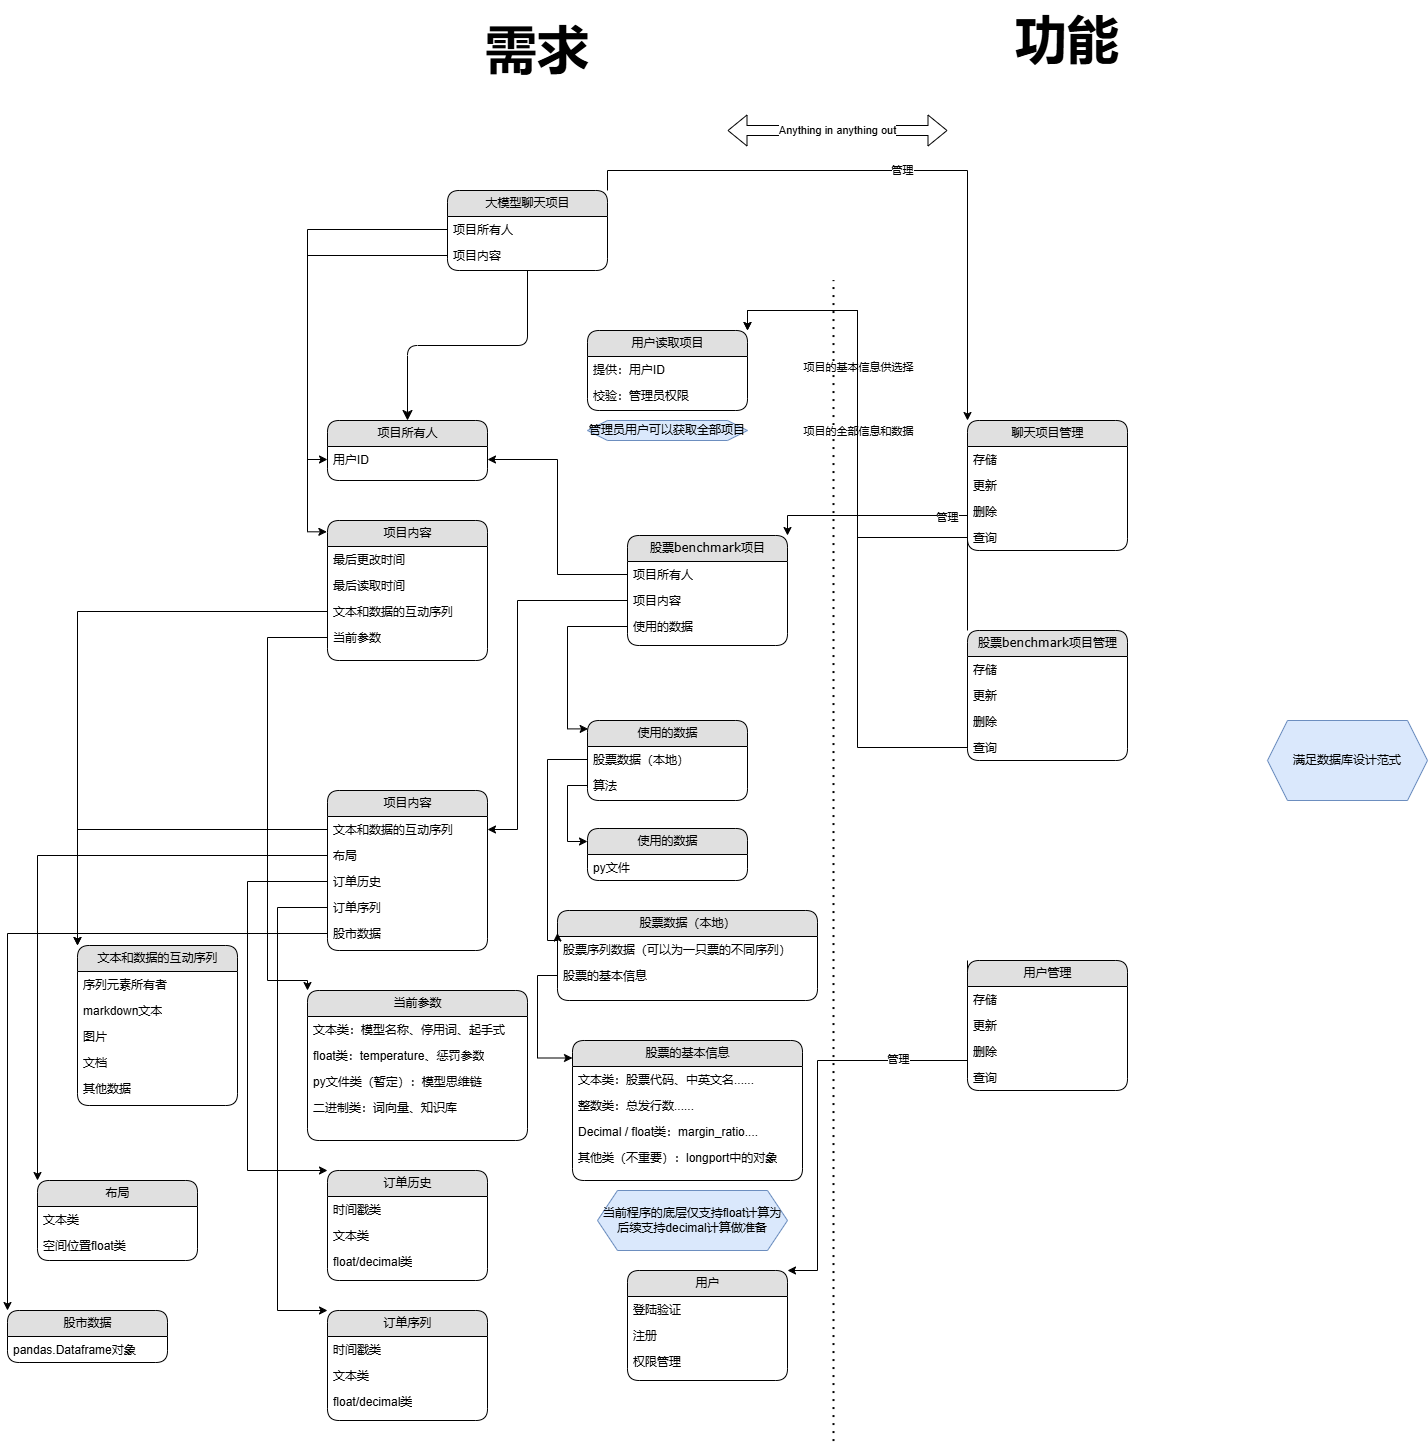 需求
功能
Anything in anything out
管理
大模型聊天项目
项目所有人
项目内容
用户读取项目
提供：用户ID
校验：管理员权限
管理员用户可以获取全部项目
项目的基本信息供选择
项目的全部信息和数据
项目所有人
用户ID
聊天项目管理
存储
更新
删除
查询
管理
项目内容
最后更改时间
最后读取时间
文本和数据的互动序列
当前参数
股票benchmark项目
项目所有人
项目内容
使用的数据
股票benchmark项目管理
存储
更新
删除
查询
满足数据库设计范式
使用的数据
股票数据（本地）
算法
使用的数据
py文件
项目内容
文本和数据的互动序列
布局
订单历史
订单序列
股市数据
股票数据（本地）
股票序列数据（可以为一只票的不同序列）
股票的基本信息
文本和数据的互动序列
序列元素所有者
markdown文本
图片
文档
其他数据
当前参数
文本类：模型名称、停用词、起手式
float类：temperature、惩罚参数
py文件类（暂定）：模型思维链
二进制类：词向量、知识库
用户管理
存储
更新
删除
查询
管理
股票的基本信息
文本类：股票代码、中英文名......
整数类：总发行数......
Decimal / float类：margin_ratio....
其他类（不重要）：longport中的对象
当前程序的底层仅支持float计算为
后续支持decimal计算做准备
布局
文本类
空间位置float类
订单历史
时间戳类
文本类
float/decimal类
用户
登陆验证
注册
权限管理
股市数据
pandas.Dataframe对象
订单序列
时间戳类
文本类
float/decimal类